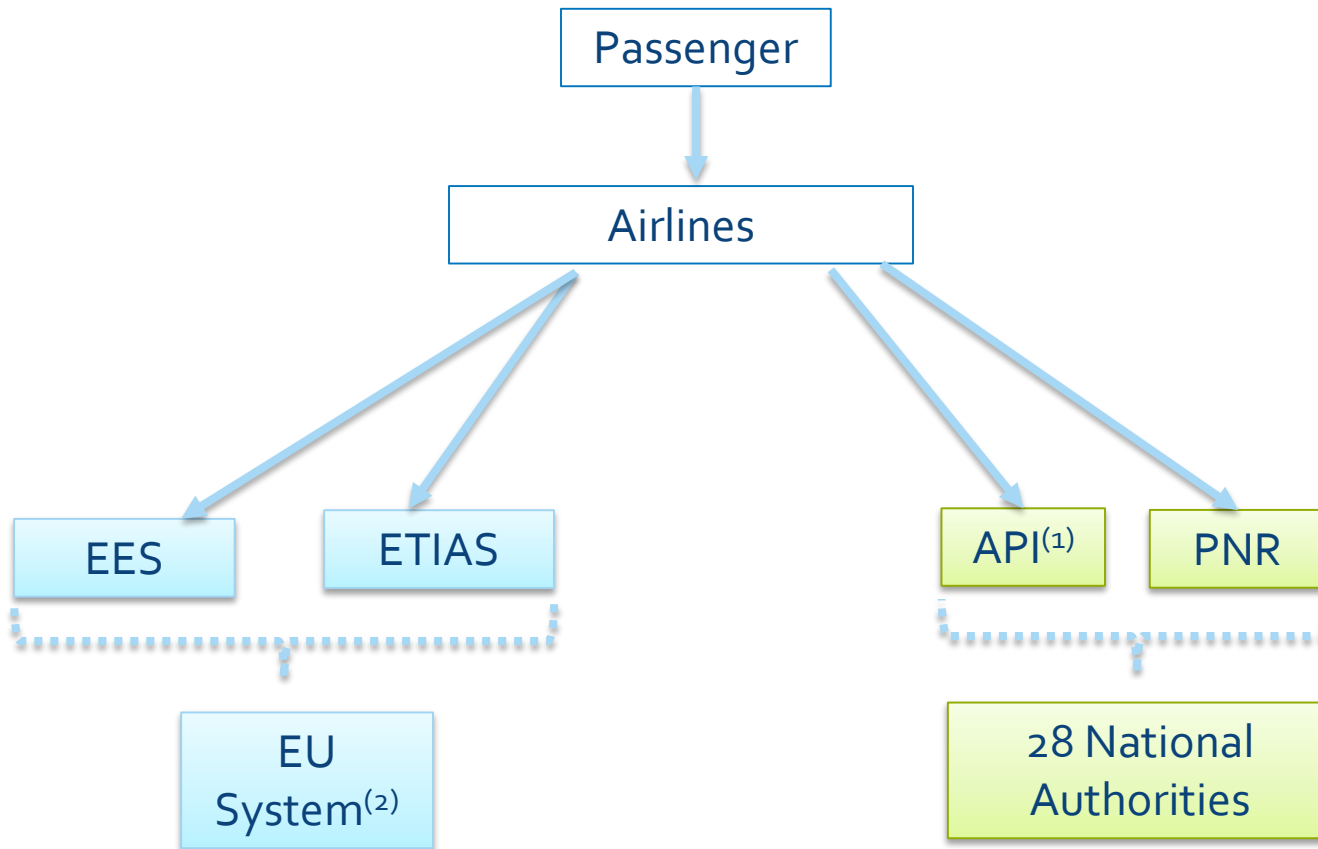 Passenger
Airlines
EES
ETIAS
API(1)
PNR
EU
System(2)
28 National
Authorities